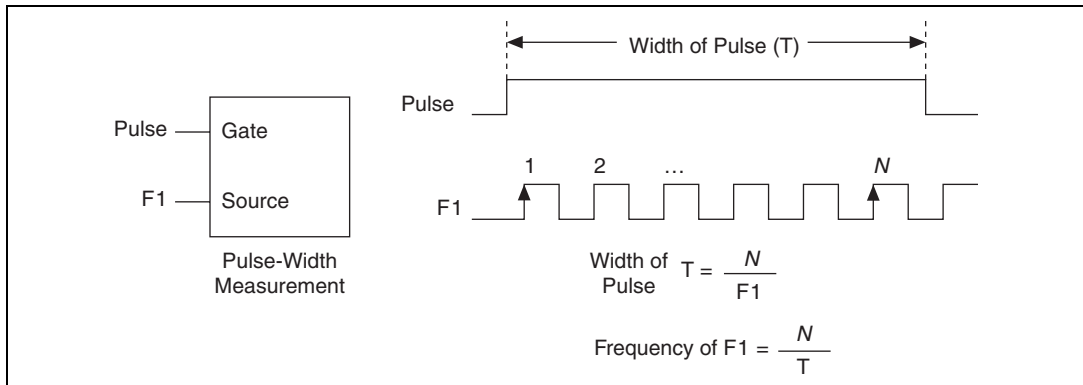 Width of Pulse (T)
Pulse
Pulse
Gate
1 2 … N
F1
Source
F1
Pulse-Width
Measurement
Width of
Pulse
T = N
F1
Frequency of F1 = N
T